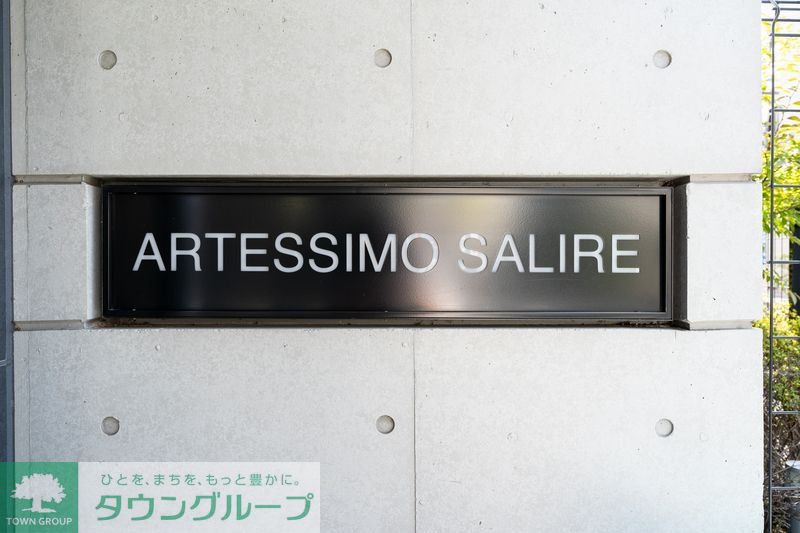 ARTESSIMO SALIRE
ひとを、まちを、もっと豊かに。
タウングループ
TOWN GROUP